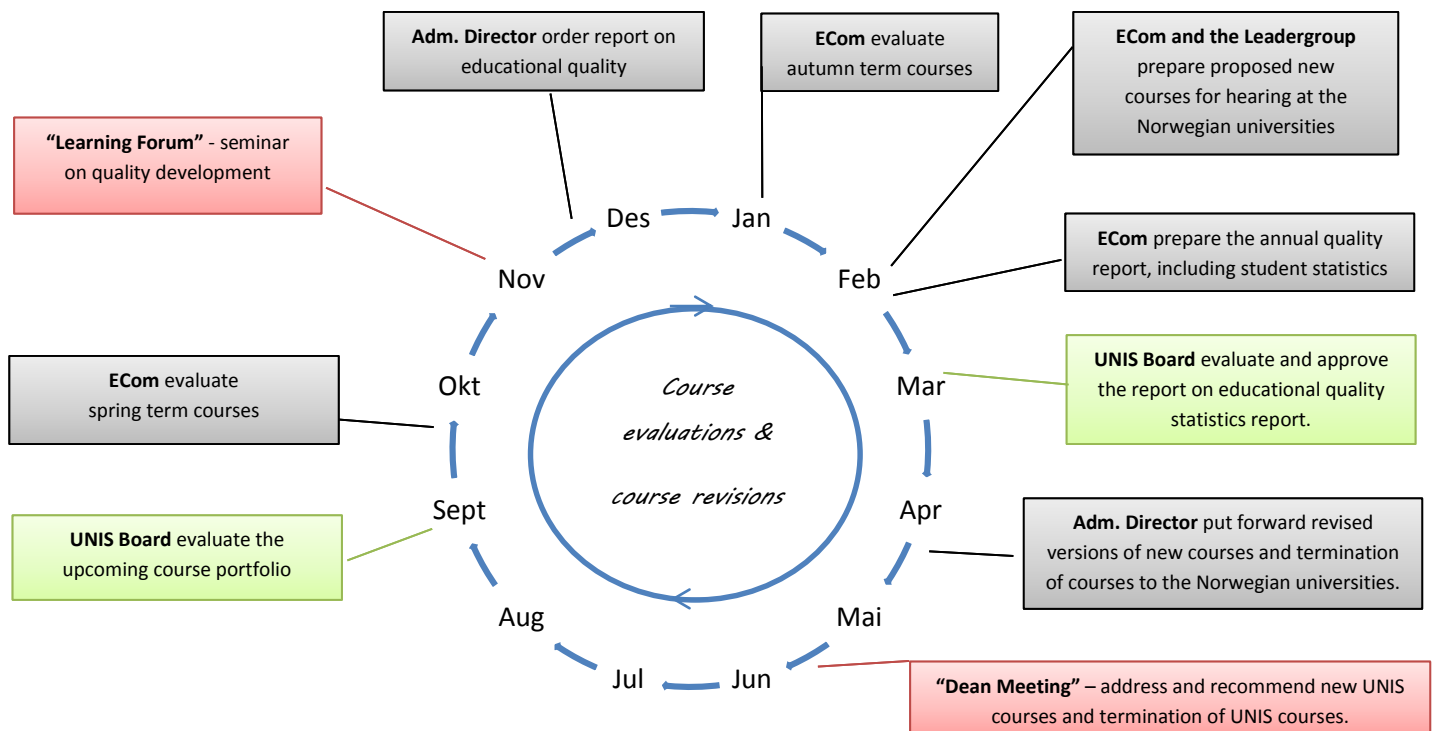 Adm. Director order report on
educational quality
ECom evaluate
autumn term courses
ECom and the Leadergroup
prepare proposed new
courses for hearing at the
Norwegian universities
“Learning Forum” - seminar
on quality development
Des
Jan
Nov
Feb
ECom prepare the annual quality
report, including student statistics
ECom evaluate
spring term courses
Okt
Course
evaluations &
course revisions
Mar
UNIS Board evaluate and approve
the report on educational quality
statistics report.
UNIS Board evaluate the
upcoming course portfolio
Sept
Apr
Adm. Director put forward revised
versions of new courses and termination
of courses to the Norwegian universities.
Aug
Mai
Jul
Jun
“Dean Meeting” – address and recommend new UNIS
courses and termination of UNIS courses.